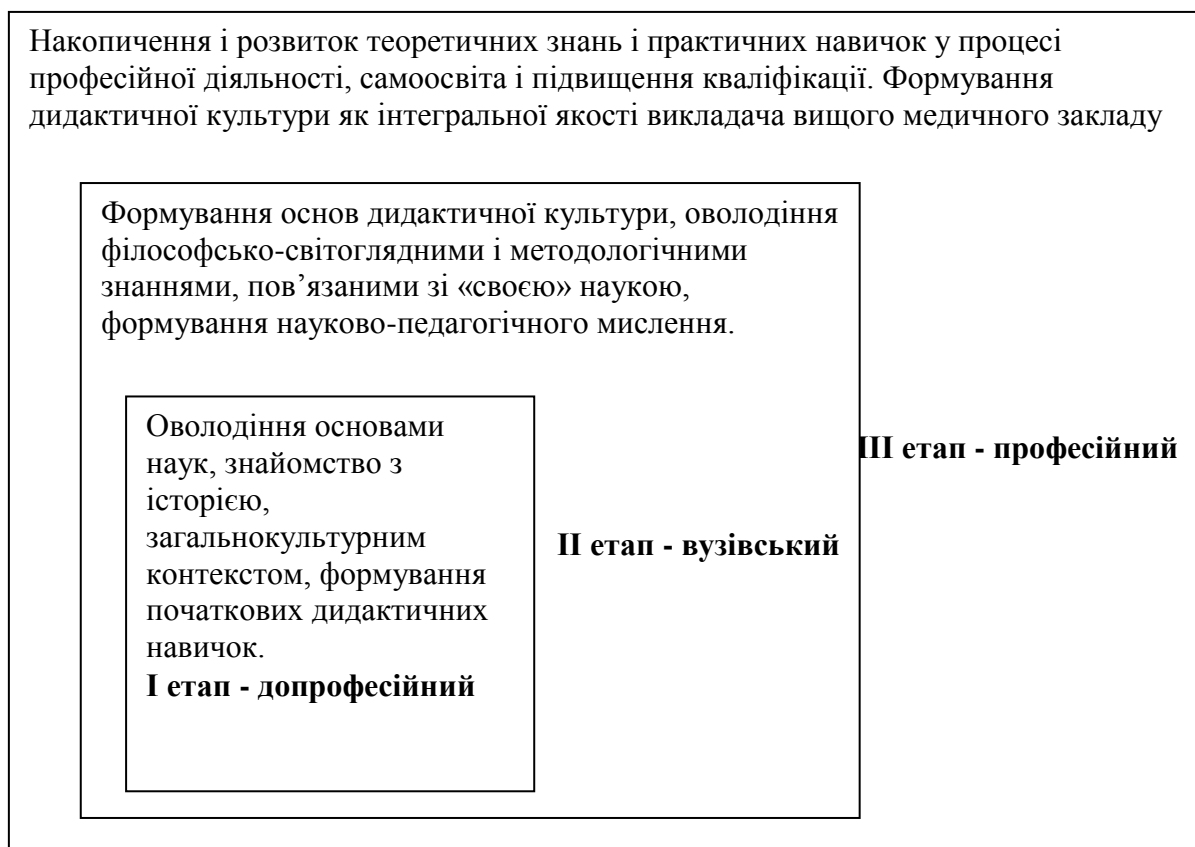 Накопичення і розвиток теоретичних знань і практичних навичок у процесі
професійної діяльності, самоосвіта і підвищення кваліфікації. Формування
дидактичної культури як інтегральної якості викладача вищого медичного закладу
Формування основ дидактичної культури, оволодіння
філософсько-світоглядними і методологічними
знаннями, пов’язаними зі «своєю» наукою,
формування науково-педагогічного мислення.
Оволодіння основами
наук, знайомство з
історією,
загальнокультурним
контекстом, формування
початкових дидактичних
навичок.
І етап - допрофесійний
ІІ етап - вузівський
ІІІ етап - професійний